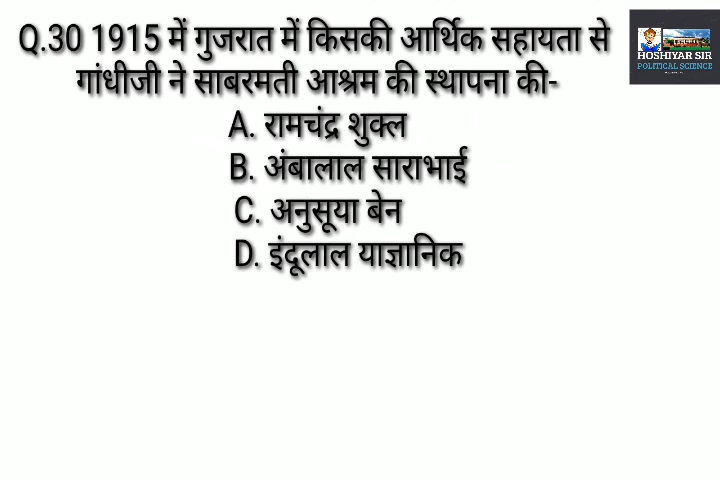 Q.30 1915 में गुजरात में किसकी आर्थिक सहायता से
गांधीजी ने साबरमती आश्रम की स्थापना की-
A. रामचंद्र शुक्ल
B. अंबालाल साराभाई
C. अनुसूया बेन
D. इंदूलाल याज्ञानिक
HOSHIYAR SIR
POLITICAL SCIENCE